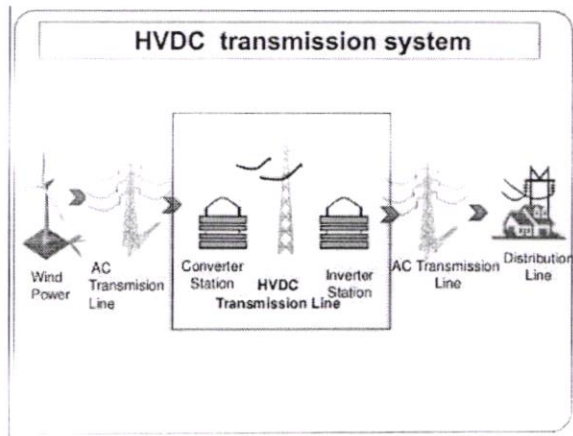 HVDC transmission system
Wind
Power
AC
Transmision
Line
Converter
Station
HVDC
Transmission Line
Inverter
Station
AC Transmission
Line
Distribution
Line